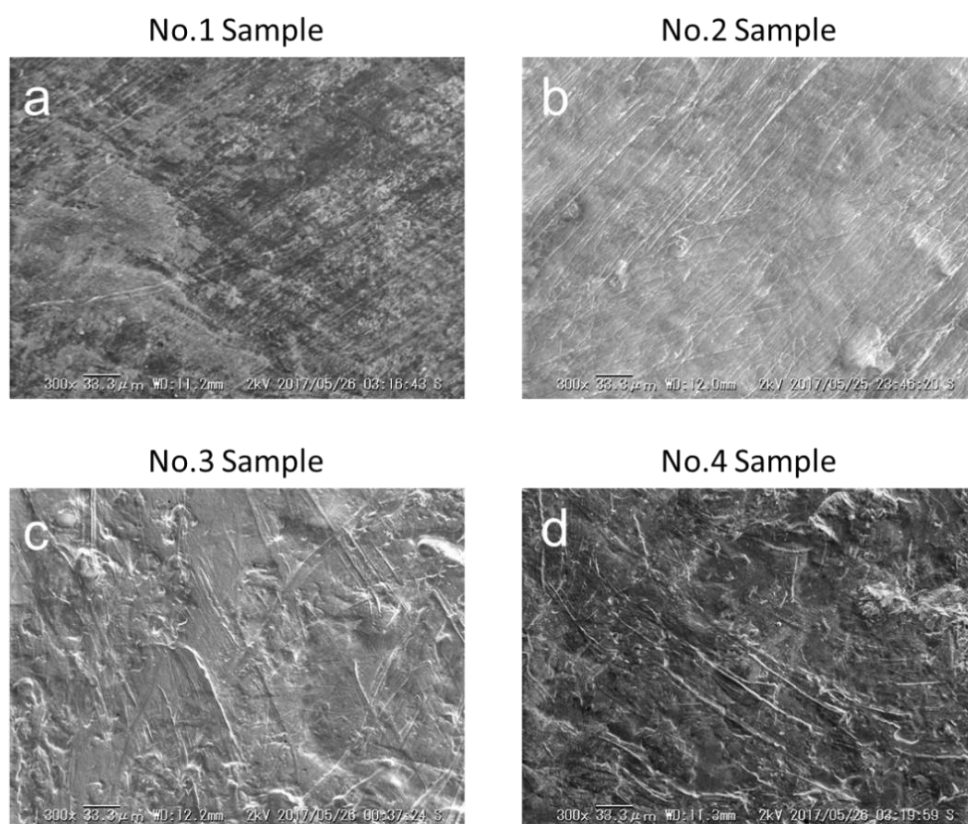 No.1 Sample
No.2 Sample
a
300x 33.3μm WD:11.2mm 2kV 2017/05/26 03:16:43 S
b
300x 33.3μm WD:12.0mm 2kV 2017/05/25 23:46:20 S
No.3 Sample
No.4 Sample
c
300x 33.3μm WD:12.2mm 2kV 2017/05/26 00:37:24 S
d
300x 33.3μm WD:11.3mm 2kV 2017/05/26 03:19:59 S